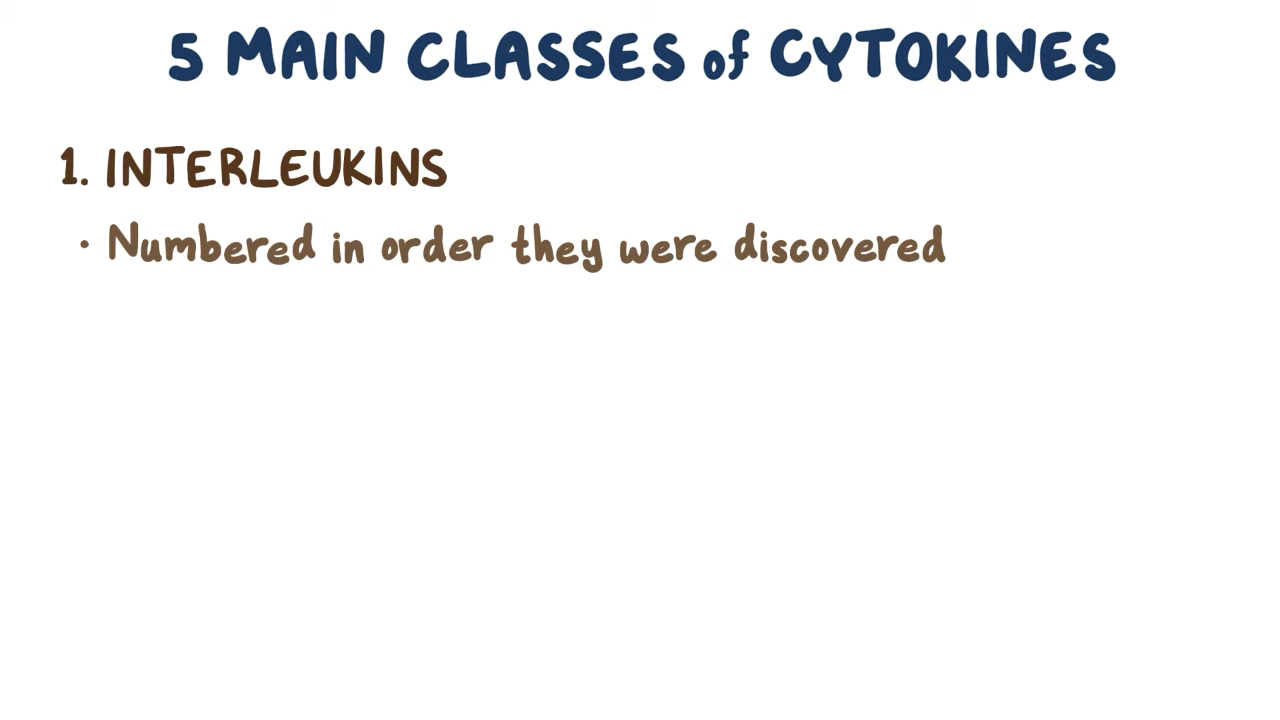 5 MAIN CLASSES of CYTOKINES
1. INTERLEUKINS
• Numbered in order they were discovered